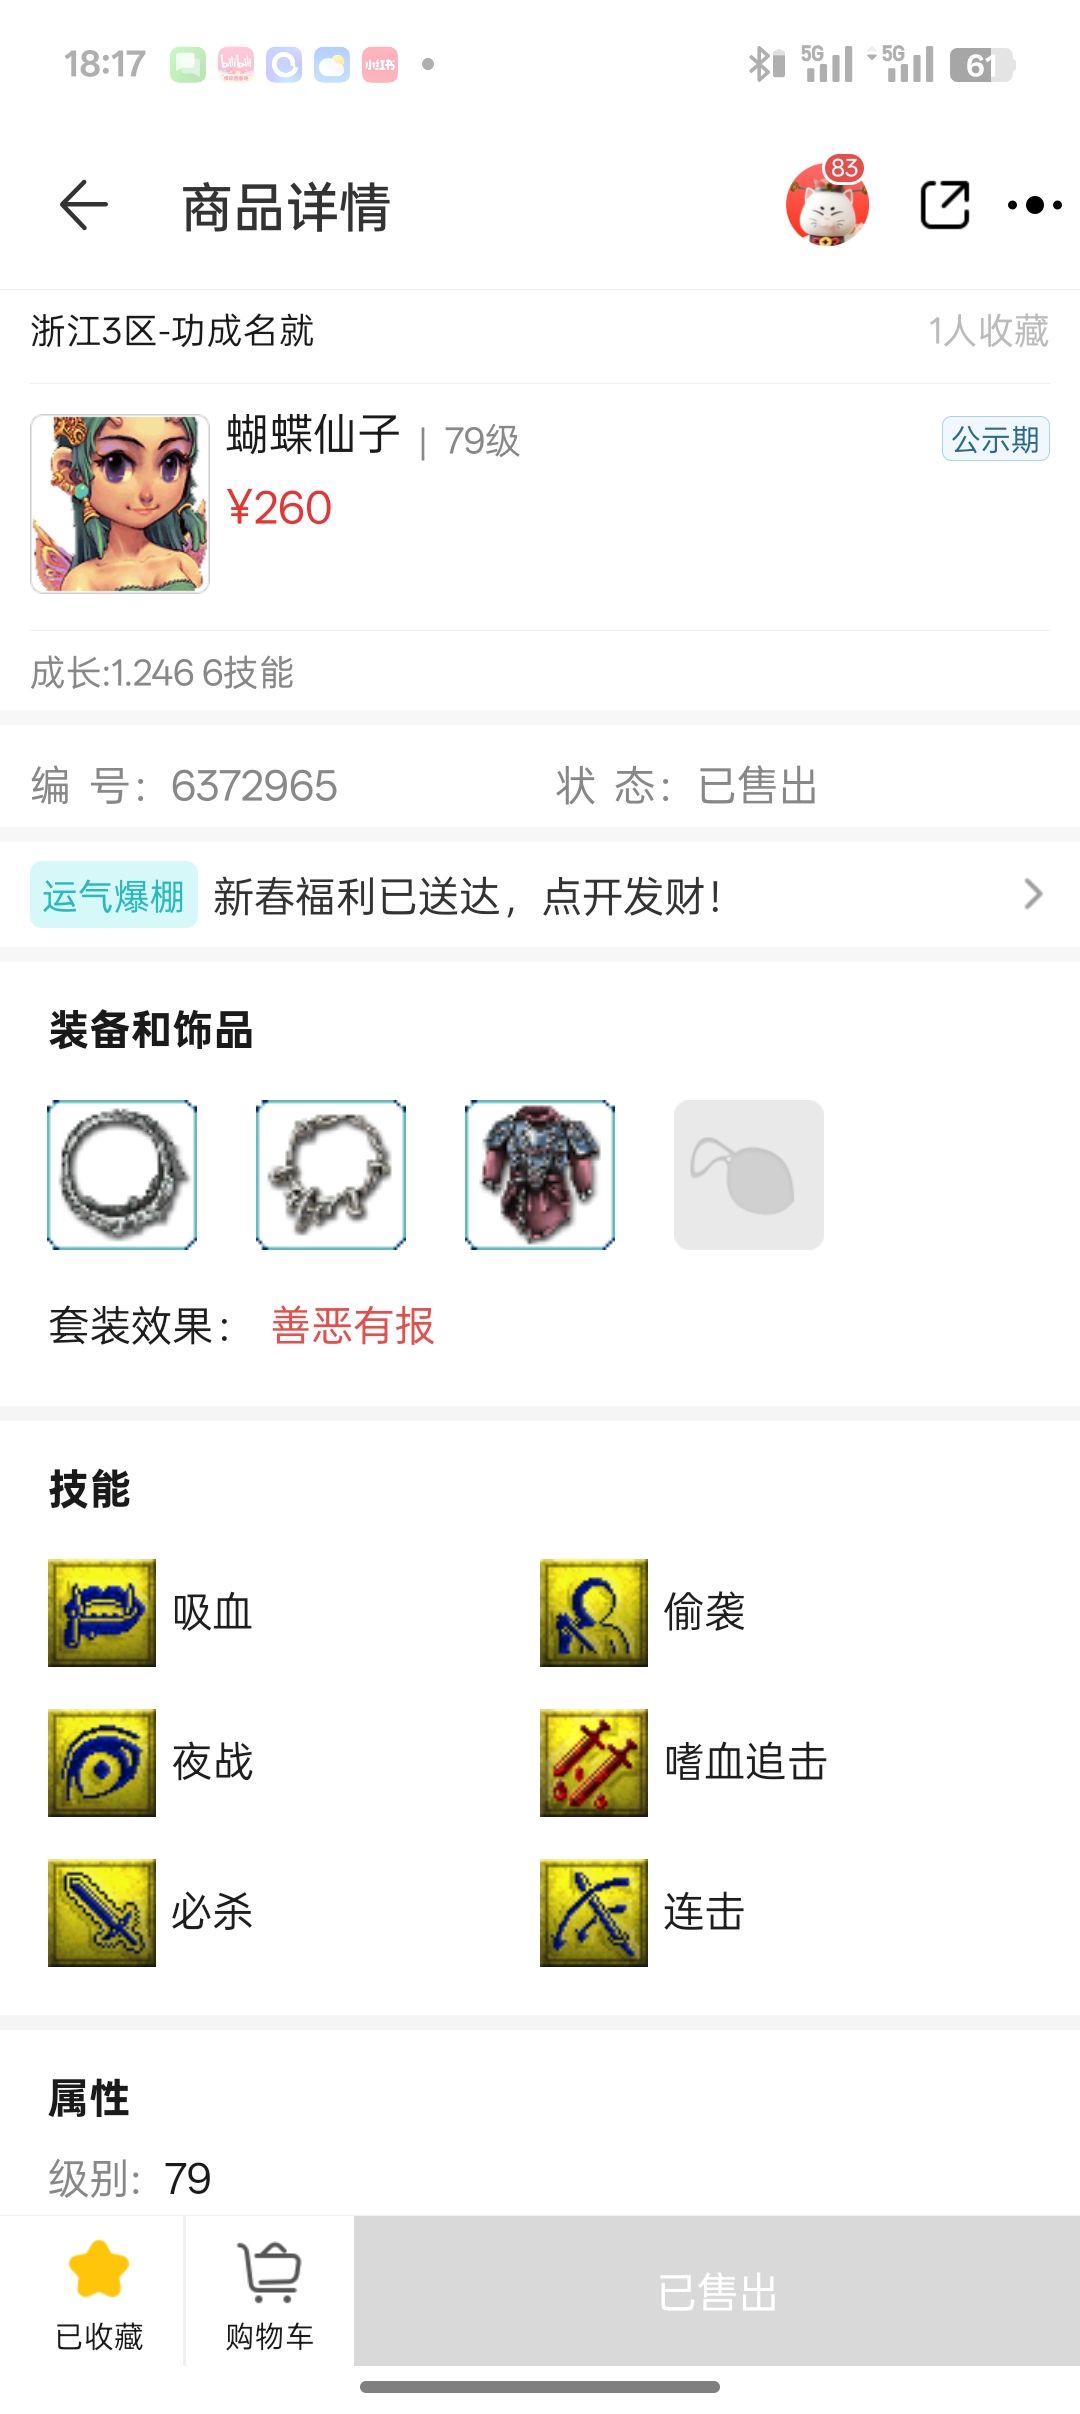 18:17
bilibili
小红书
5G
5G
61
商品详情
83
浙江3区-功成名就
1人收藏
蝴蝶仙子 | 79级
公示期
¥260
成长:1.246 6技能
编 号： 6372965
状 态： 已售出
运气爆棚 新春福利已送达，点开发财！
装备和饰品
套装效果： 善恶有报
技能
吸血
偷袭
夜战
嗜血追击
必杀
连击
属性
级别: 79
已收藏
购物车
已售出